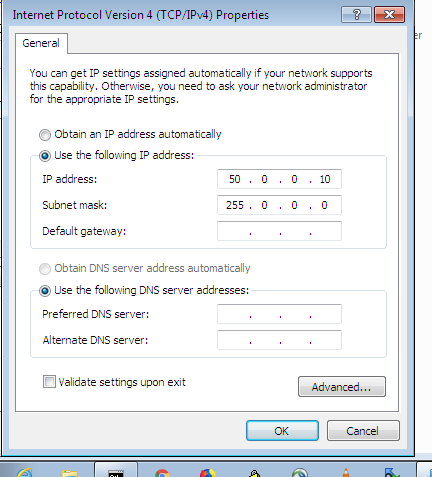 Internet Protocol Version 4 (TCP/IPv4) Properties
General
You can get IP settings assigned automatically if your network supports
this capability. Otherwise, you need to ask your network administrator
for the appropriate IP settings.
Obtain an IP address automatically
Use the following IP address:
IP address: 50 . 0 . 0 . 10
Subnet mask: 255 . 0 . 0 . 0
Default gateway: . . .
Obtain DNS server address automatically
Use the following DNS server addresses:
Preferred DNS server: . . .
Alternate DNS server: . . .
Validate settings upon exit
Advanced...
OK Cancel